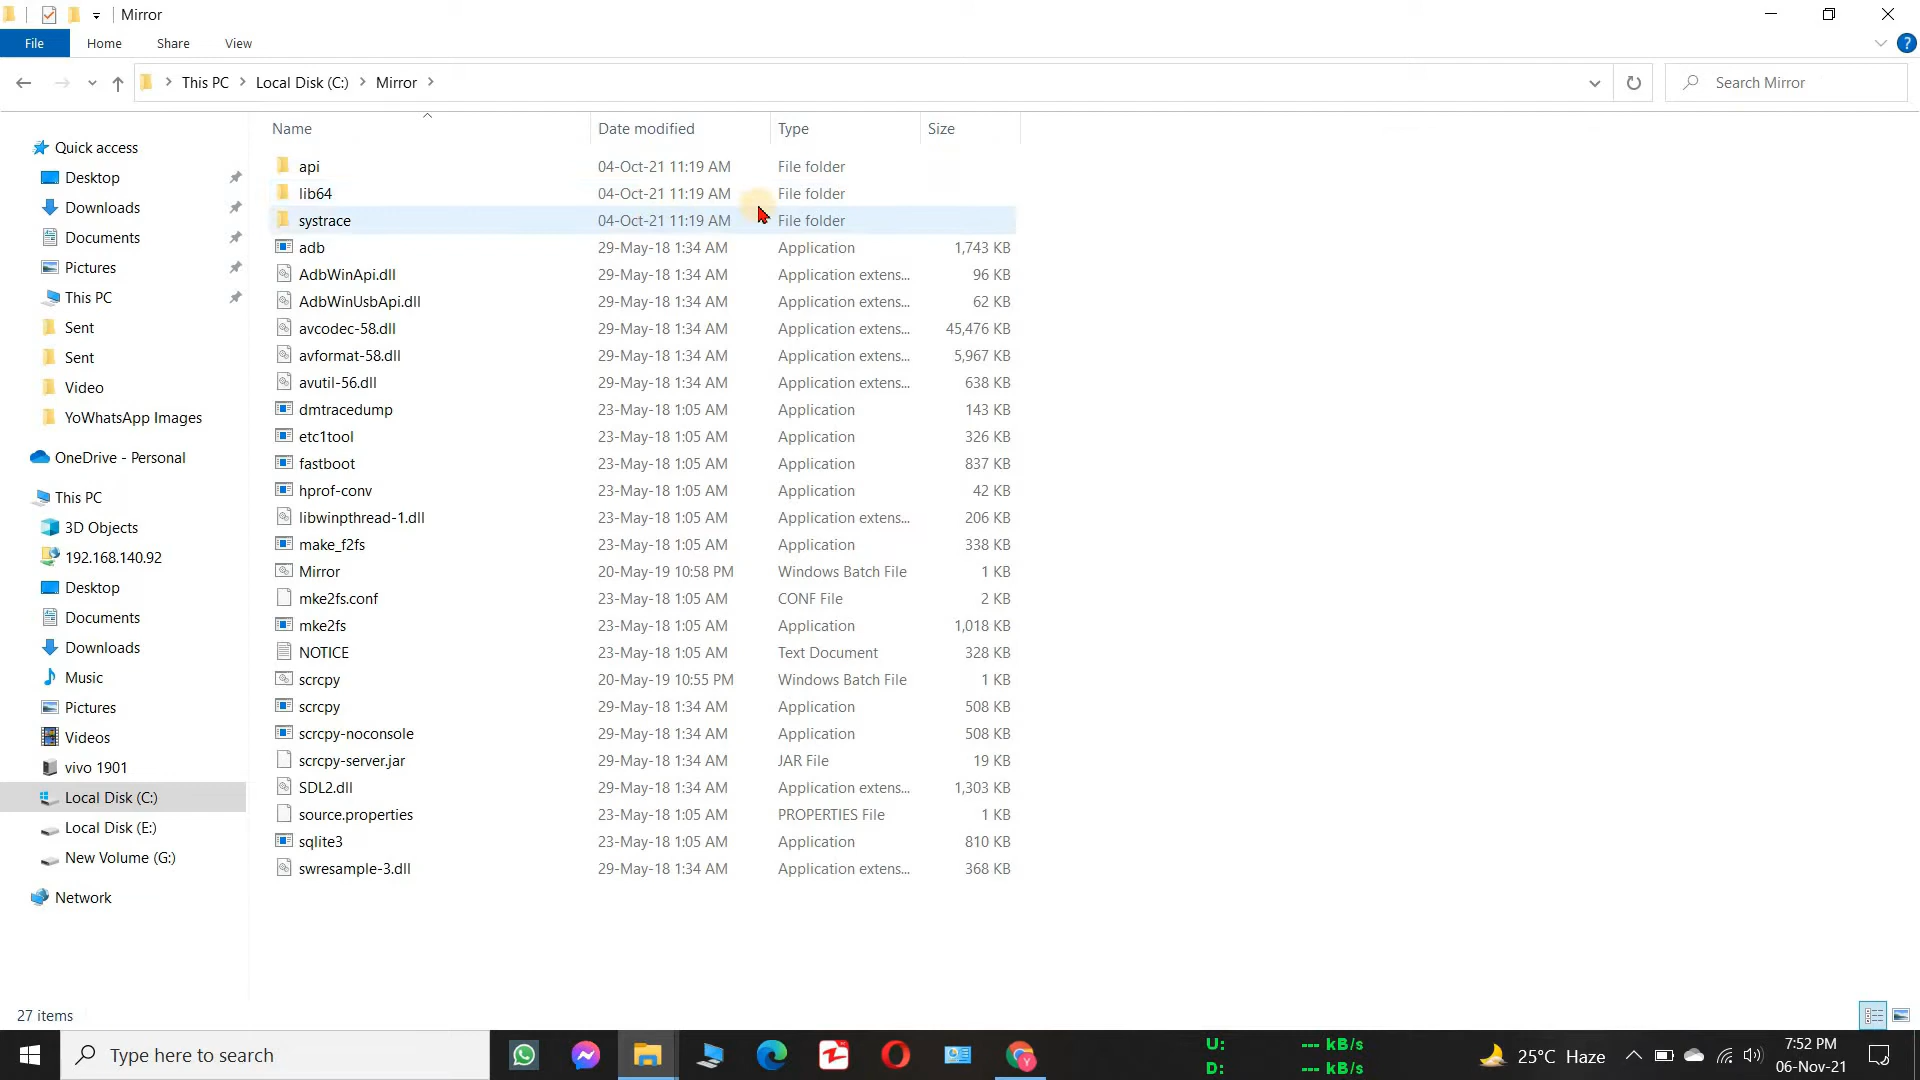 Mirror
File Home Share View
This PC Local Disk (C:) Mirror
Search Mirror
Name Date modified Type Size
Quick access
Desktop
Downloads
Documents
Pictures
This PC
Sent
Sent
Video
YoWhatsApp Images
OneDrive - Personal
This PC
3D Objects
192.168.140.92
Desktop
Documents
Downloads
Music
Pictures
Videos
vivo 1901
Local Disk (C:)
Local Disk (E:)
New Volume (G:)
Network
api 04-Oct-21 11:19 AM File folder
lib64 04-Oct-21 11:19 AM File folder
systrace 04-Oct-21 11:19 AM File folder
adb 29-May-18 1:34 AM Application 1,743 KB
AdbWinApi.dll 29-May-18 1:34 AM Application extens... 96 KB
AdbWinUsbApi.dll 29-May-18 1:34 AM Application extens... 62 KB
avcodec-58.dll 29-May-18 1:34 AM Application extens... 45,476 KB
avformat-58.dll 29-May-18 1:34 AM Application extens... 5,967 KB
avutil-56.dll 29-May-18 1:34 AM Application extens... 638 KB
dmtracedump 23-May-18 1:05 AM Application 143 KB
etc1tool 23-May-18 1:05 AM Application 326 KB
fastboot 23-May-18 1:05 AM Application 837 KB
hprof-conv 23-May-18 1:05 AM Application 42 KB
libwinpthread-1.dll 23-May-18 1:05 AM Application extens... 206 KB
make_f2fs 23-May-18 1:05 AM Application 338 KB
Mirror 20-May-19 10:58 PM Windows Batch File 1 KB
mke2fs.conf 23-May-18 1:05 AM CONF File 2 KB
mke2fs 23-May-18 1:05 AM Application 1,018 KB
NOTICE 23-May-18 1:05 AM Text Document 328 KB
scrcpy 20-May-19 10:55 PM Windows Batch File 1 KB
scrcpy 29-May-18 1:34 AM Application 508 KB
scrcpy-noconsole 29-May-18 1:34 AM Application 508 KB
scrcpy-server.jar 29-May-18 1:34 AM JAR File 19 KB
SDL2.dll 29-May-18 1:34 AM Application extens... 1,303 KB
source.properties 23-May-18 1:05 AM PROPERTIES File 1 KB
sqlite3 23-May-18 1:05 AM Application 810 KB
swresample-3.dll 29-May-18 1:34 AM Application extens... 368 KB
27 items
Type here to search
U: --- kB/s
D: --- kB/s
25°C Haze
7:52 PM
06-Nov-21